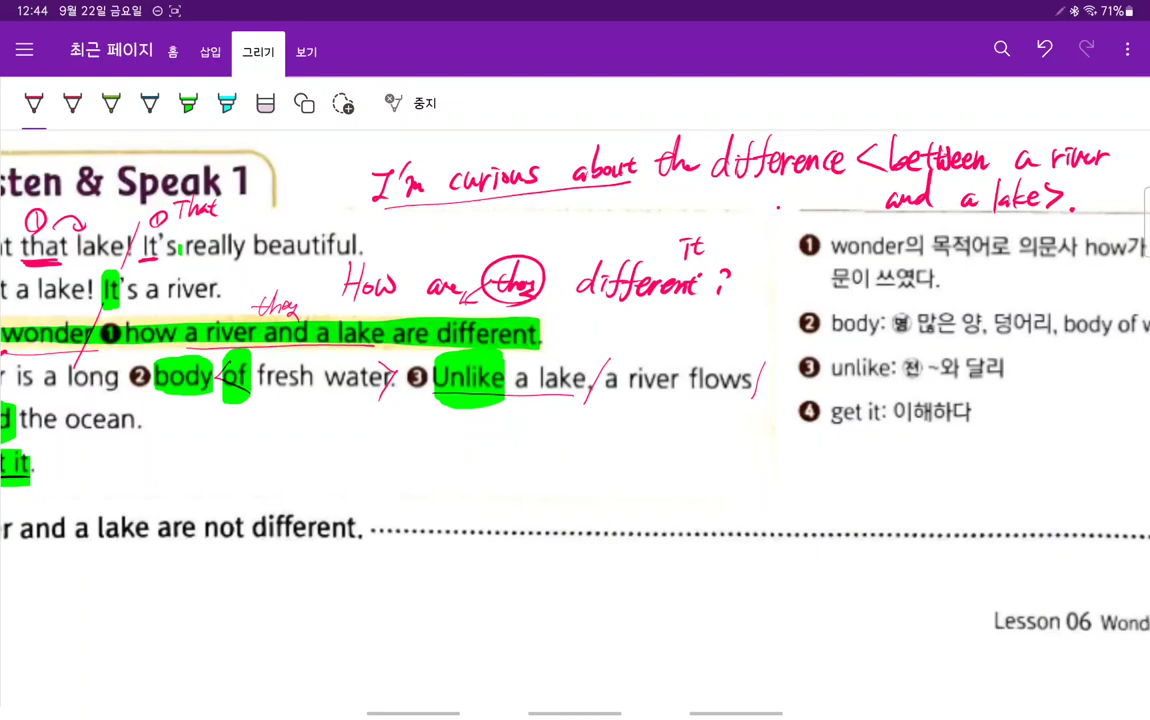 12:44 9월 22일 금요일 71%
최근 페이지 홈 삽입 그리기 보기
중지
I'm curious about the difference <between a river
and a lake>.
sten & Speak 1
① ① That
t that lake! It's really beautiful.
It
t a lake! It's a river.
How are they different?
they
wonder ❶ how a river and a lake are different.
r is a long ❷ body <of fresh water.> ❸ Unlike a lake, / a river flows /
d the ocean.
t it.
❶ wonder의 목적어로 의문사 how가
문이 쓰였다.
❷ body: 명 많은 양, 덩어리, body of w
❸ unlike: 전 ~와 달리
❹ get it: 이해하다
r and a lake are not different.
Lesson 06 Wond